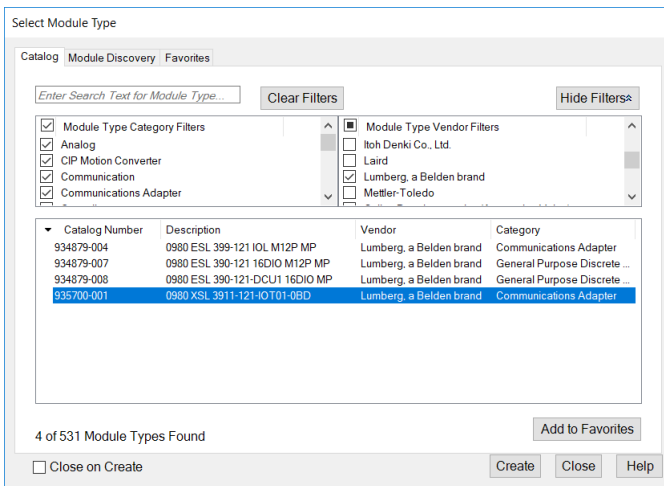 Select Module Type
Catalog Module Discovery Favorites
Enter Search Text for Module Type...
Clear Filters
Hide Filters
Module Type Category Filters
Analog
CIP Motion Converter
Communication
Communications Adapter
Module Type Vendor Filters
Itoh Denki Co., Ltd.
Laird
Lumberg, a Belden brand
Mettler-Toledo
Catalog Number Description Vendor Category
934879-004 0980 ESL 399-121 IOL M12P MP Lumberg, a Belden brand Communications Adapter
934879-007 0980 ESL 390-121 16DIO M12P MP Lumberg, a Belden brand General Purpose Discrete ...
934879-008 0980 ESL 390-121-DCU1 16DIO MP Lumberg, a Belden brand General Purpose Discrete ...
935700-001 0980 XSL 3911-121-IOT01-0BD Lumberg, a Belden brand Communications Adapter
4 of 531 Module Types Found
Add to Favorites
Close on Create
Create Close Help